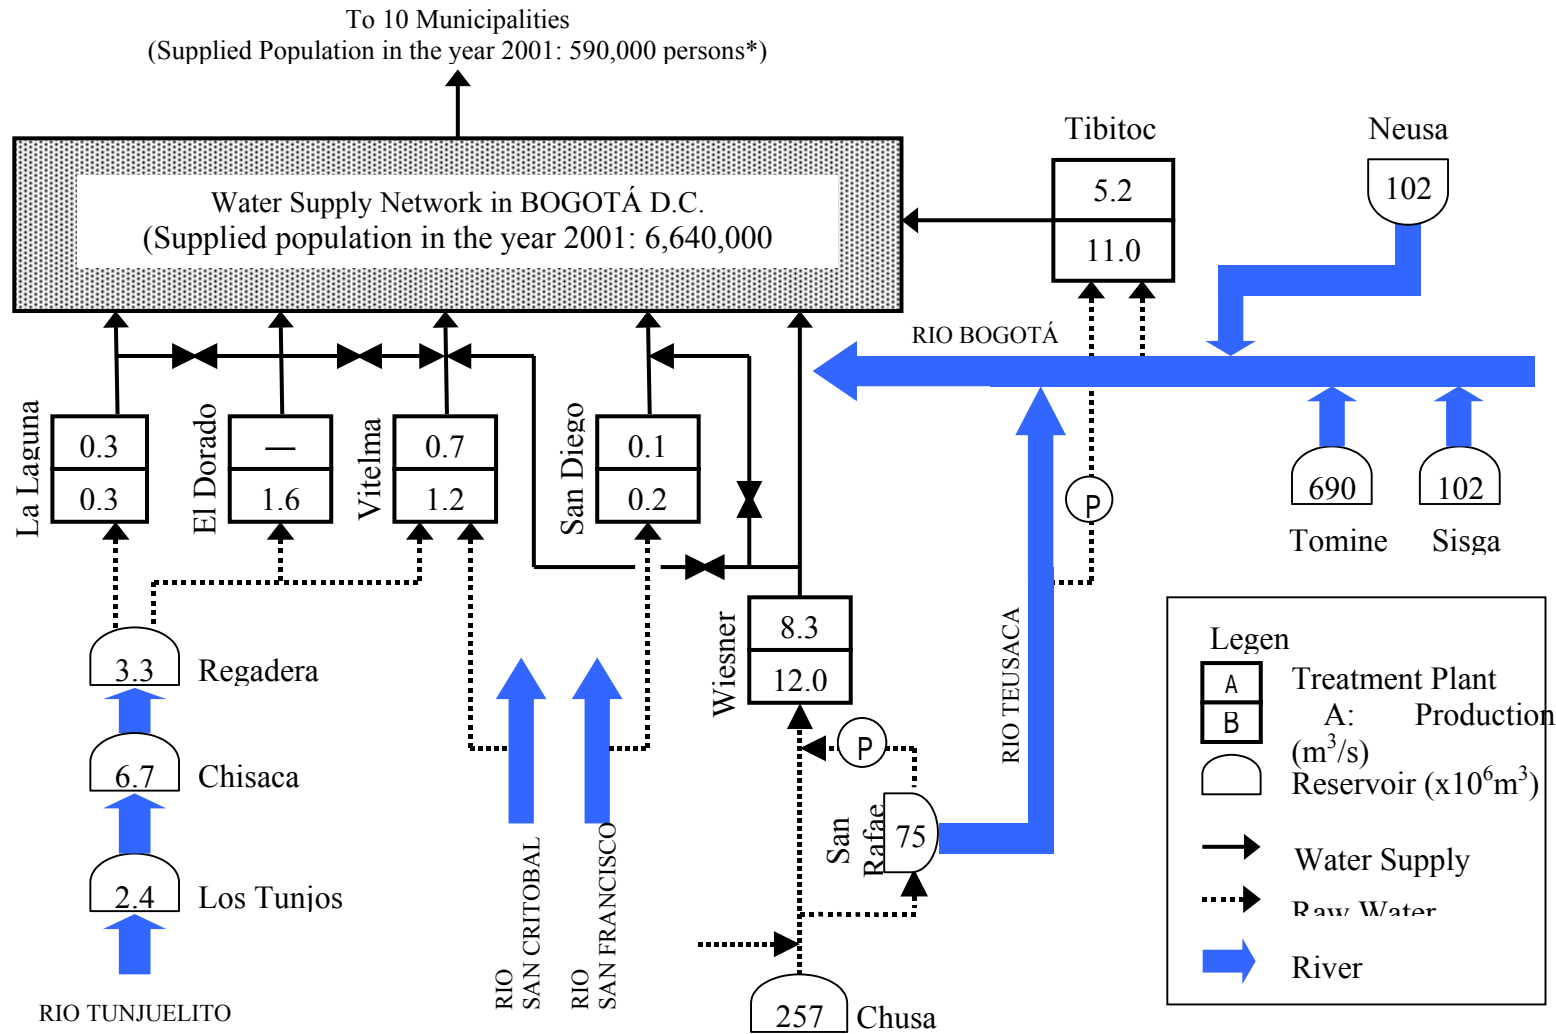 To 10 Municipalities
(Supplied Population in the year 2001: 590,000 persons*)
Water Supply Network in BOGOTÁ D.C.
(Supplied population in the year 2001: 6,640,000
Tibitoc
5.2
11.0
Neusa
102
RIO BOGOTÁ
690
Tomine
102
Sisga
La Laguna
0.3
0.3
El Dorado
—
1.6
Vitelma
0.7
1.2
San Diego
0.1
0.2
P
Wiesner
8.3
12.0
P
San
Rafae
75
RIO TEUSACA
3.3
Regadera
6.7
Chisaca
2.4
Los Tunjos
RIO TUNJUELITO
RIO
SAN CRITOBAL
RIO
SAN FRANCISCO
257
Chusa
Legen
A
B
Treatment Plant
A: Production
(m³/s)
Reservoir (x10⁶m³)
Water Supply
Raw Water
River